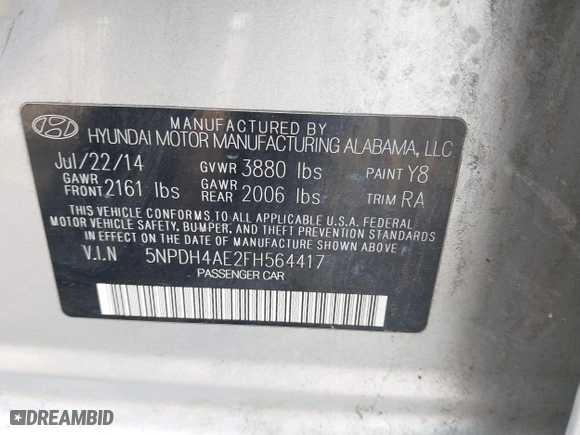 MANUFACTURED BY
HYUNDAI MOTOR MANUFACTURING ALABAMA, LLC
Jul/22/14 GVWR 3880 lbs PAINT Y8
GAWR FRONT 2161 lbs GAWR REAR 2006 lbs TRIM RA
THIS VEHICLE CONFORMS TO ALL APPLICABLE U.S.A. FEDERAL
MOTOR VEHICLE SAFETY, BUMPER, AND THEFT PREVENTION STANDARDS
IN EFFECT ON THE DATE OF MANUFACTURE SHOWN ABOVE
V.I.N 5NPDH4AE2FH564417
PASSENGER CAR
DREAMBID